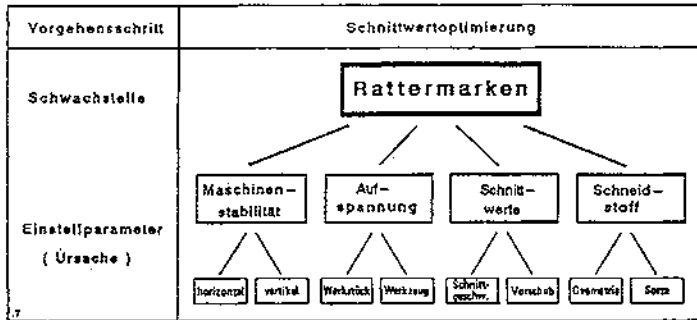 Vorgehensschritt
Schnittwertoptimierung
Schwachstelle
Rattermarken
Maschinen-
stabilität
Auf-
spannung
Schnitt-
werte
Schneid-
stoff
Einstellparameter
( Ursache )
horizontal
vertikal
Werkstück
Werkzeug
Schnitt-
geschw.
Vorschub
Geometrie
Sorte
.7